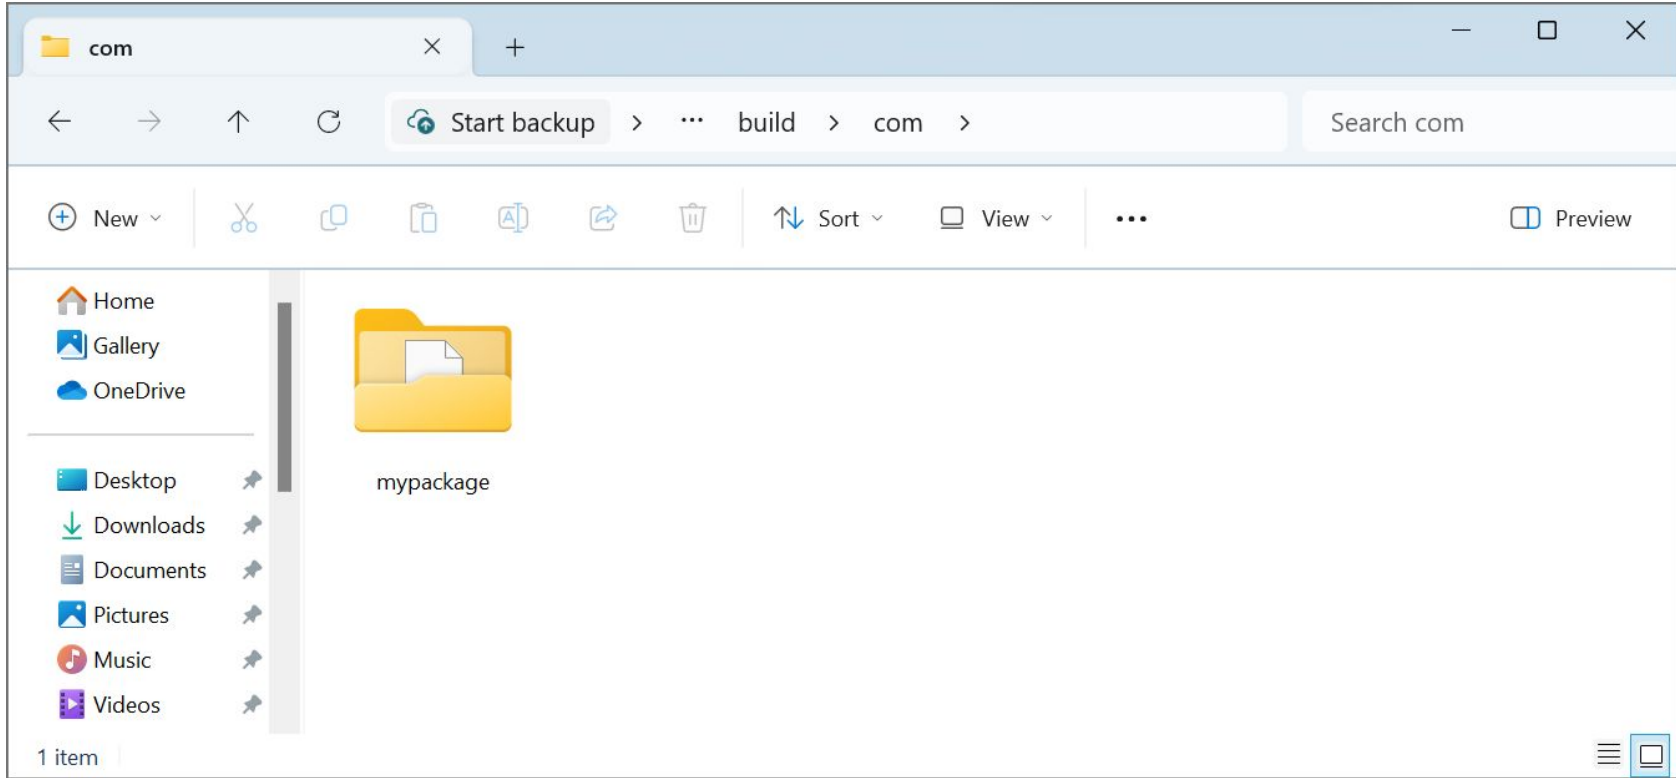 com
Start backup > ... build > com >
Search com
New
Sort
View
Preview
Home
Gallery
OneDrive
Desktop
Downloads
Documents
Pictures
Music
Videos
mypackage
1 item